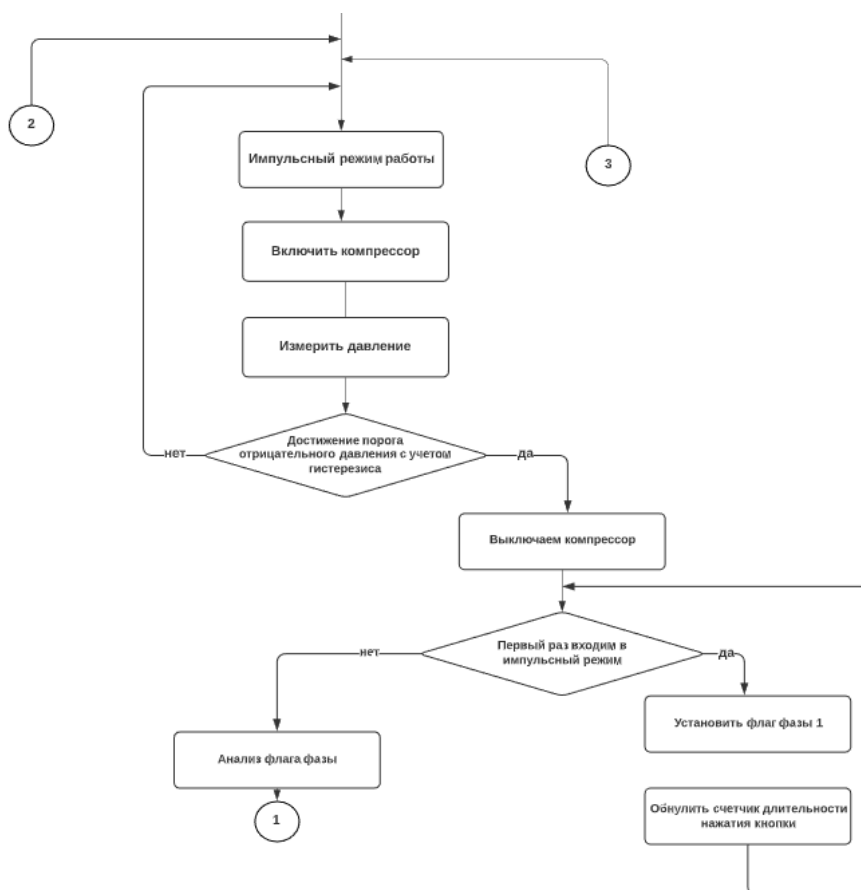 2
3
Импульсный режим работы
Включить компрессор
Измерить давление
Достижение порога
отрицательного давления с учетом
гистерезиса
нет
да
Выключаем компрессор
Первый раз входим в
импульсный режим
нет
да
Установить флаг фазы 1
Анализ флага фазы
1
Обнулить счетчик длительности
нажатия кнопки